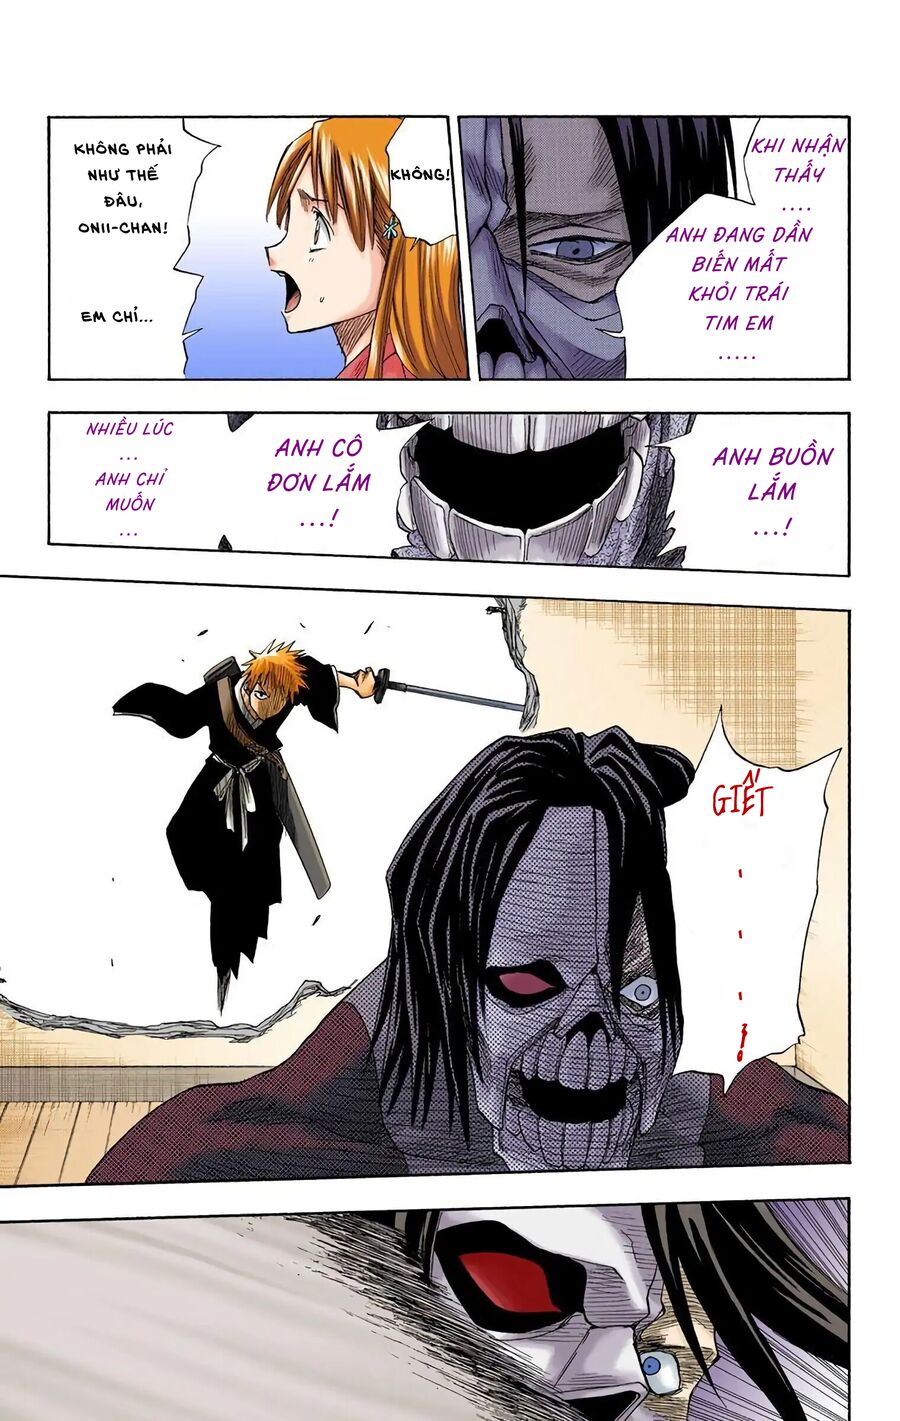 KHI NHẬN
THẤY
....
ANH ĐANG DẦN
BIẾN MẤT
KHỎI TRÁI
TIM EM
.....
KHÔNG!
KHÔNG PHẢI
NHƯ THẾ
ĐÂU,
ONII-CHAN!
EM CHỈ...
ANH BUỒN
LẮM
...!
ANH CÔ
ĐƠN LẮM
...!
NHIỀU LÚC
...
ANH CHỈ
MUỐN
...
GIẾT
....!